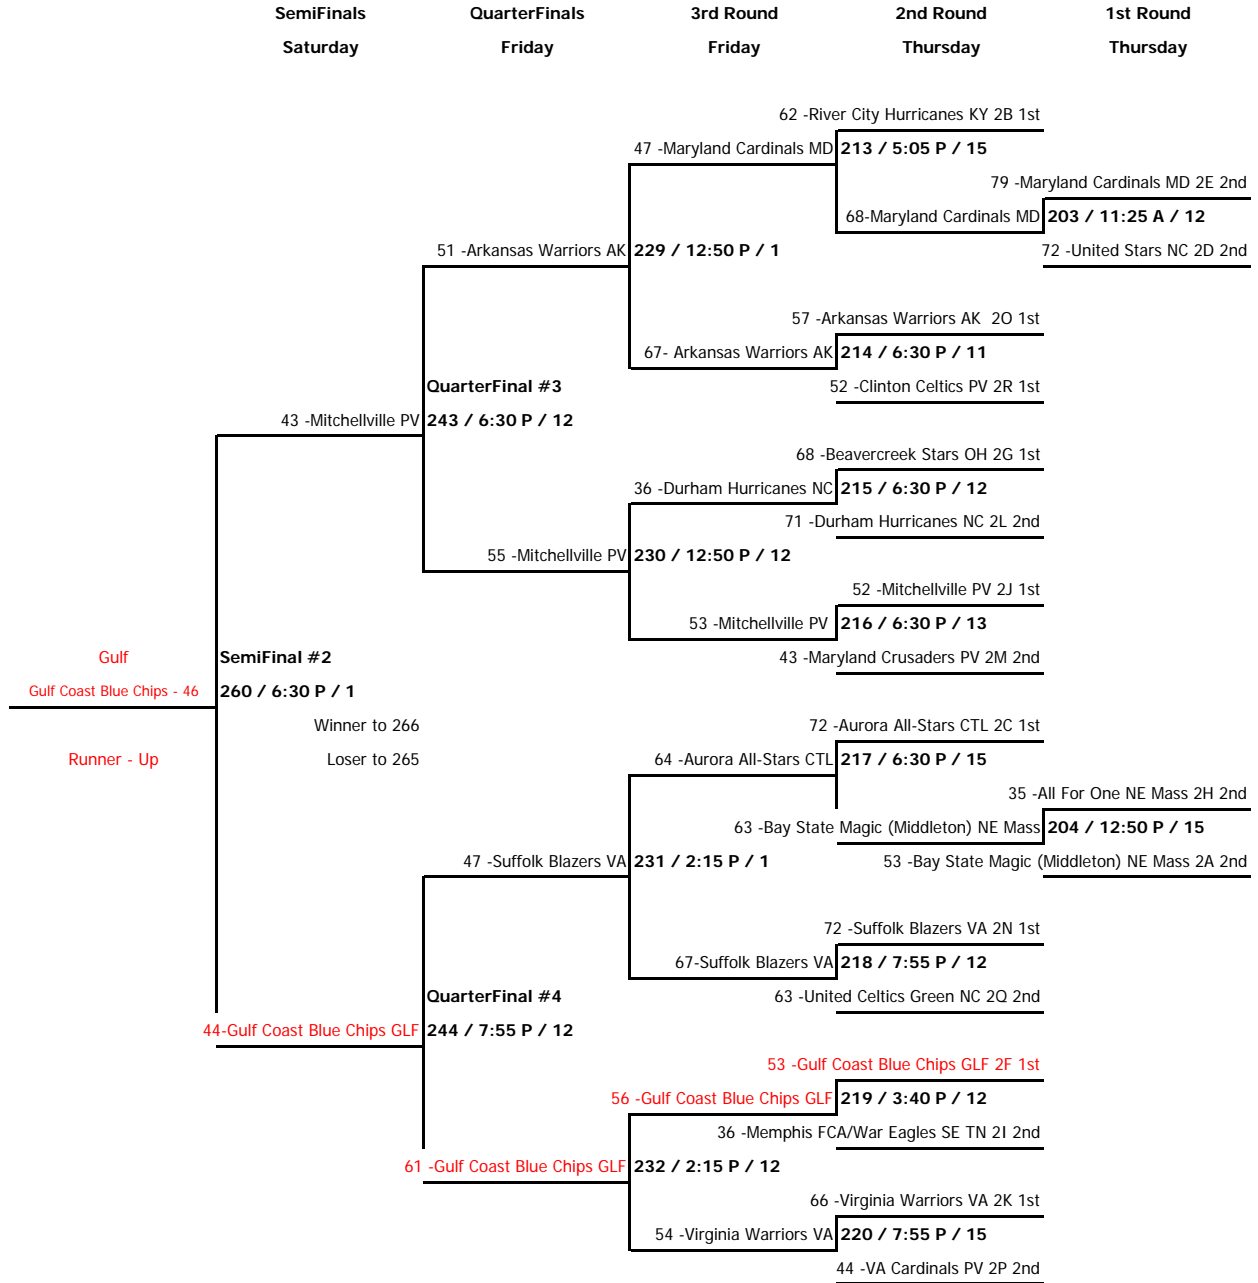 SemiFinals QuarterFinals 3rd Round 2nd Round 1st Round
Saturday Friday Friday Thursday Thursday
62 -River City Hurricanes KY 2B 1st
47 -Maryland Cardinals MD 213 / 5:05 P / 15
79 -Maryland Cardinals MD 2E 2nd
68-Maryland Cardinals MD 203 / 11:25 A / 12
51 -Arkansas Warriors AK 229 / 12:50 P / 1 72 -United Stars NC 2D 2nd
57 -Arkansas Warriors AK 2O 1st
67- Arkansas Warriors AK 214 / 6:30 P / 11
QuarterFinal #3 52 -Clinton Celtics PV 2R 1st
43 -Mitchellville PV 243 / 6:30 P / 12
68 -Beavercreek Stars OH 2G 1st
36 -Durham Hurricanes NC 215 / 6:30 P / 12
71 -Durham Hurricanes NC 2L 2nd
55 -Mitchellville PV 230 / 12:50 P / 12
52 -Mitchellville PV 2J 1st
53 -Mitchellville PV 216 / 6:30 P / 13
Gulf SemiFinal #2 43 -Maryland Crusaders PV 2M 2nd
Gulf Coast Blue Chips - 46 260 / 6:30 P / 1
Winner to 266 72 -Aurora All-Stars CTL 2C 1st
Runner - Up Loser to 265 64 -Aurora All-Stars CTL 217 / 6:30 P / 15
35 -All For One NE Mass 2H 2nd
63 -Bay State Magic (Middleton) NE Mass 204 / 12:50 P / 15
47 -Suffolk Blazers VA 231 / 2:15 P / 1 53 -Bay State Magic (Middleton) NE Mass 2A 2nd
72 -Suffolk Blazers VA 2N 1st
67-Suffolk Blazers VA 218 / 7:55 P / 12
QuarterFinal #4 63 -United Celtics Green NC 2Q 2nd
44-Gulf Coast Blue Chips GLF 244 / 7:55 P / 12
53 -Gulf Coast Blue Chips GLF 2F 1st
56 -Gulf Coast Blue Chips GLF 219 / 3:40 P / 12
36 -Memphis FCA/War Eagles SE TN 2I 2nd
61 -Gulf Coast Blue Chips GLF 232 / 2:15 P / 12
66 -Virginia Warriors VA 2K 1st
54 -Virginia Warriors VA 220 / 7:55 P / 15
44 -VA Cardinals PV 2P 2nd